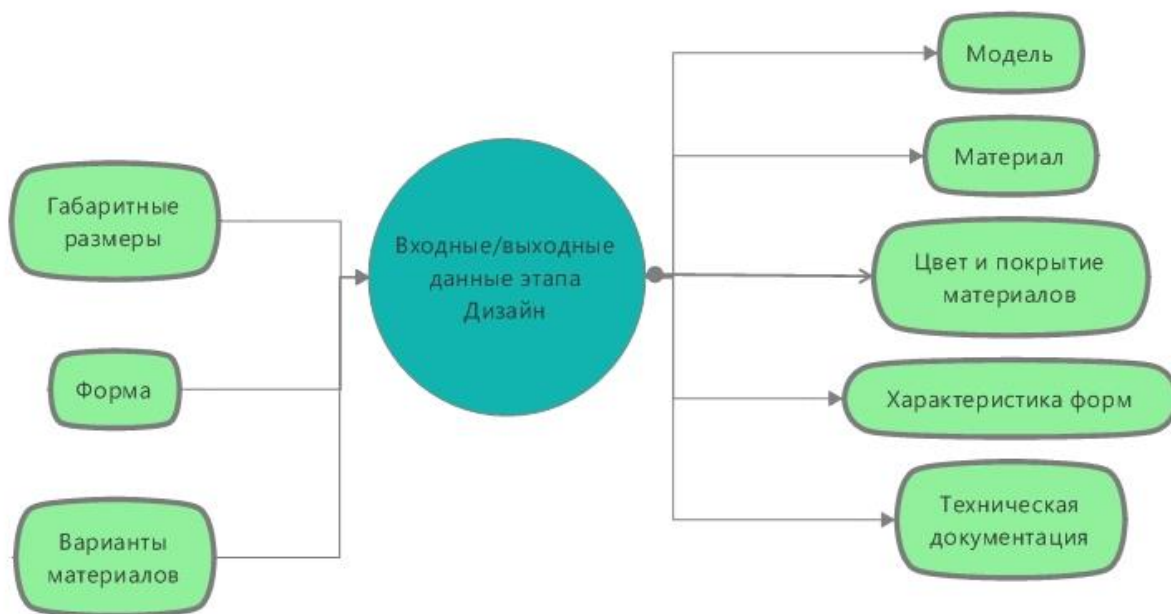 Габаритные
размеры
Форма
Варианты
материалов
Входные/выходные
данные этапа
Дизайн
Модель
Материал
Цвет и покрытие
материалов
Характеристика форм
Техническая
документация